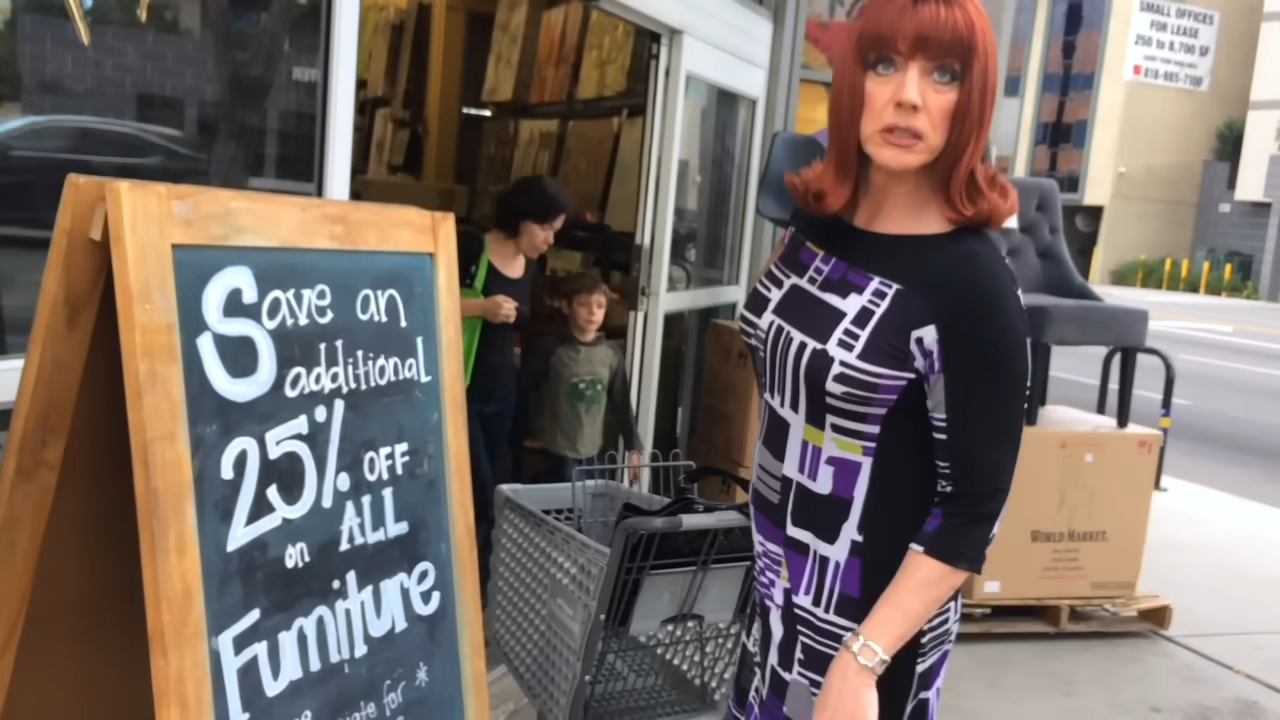 Save an
additional
25% OFF
on ALL
Furniture
for *
SMALL OFFICES
FOR LEASE
250 to 8,700 SF
818-985-7100
WORLD MARKET.